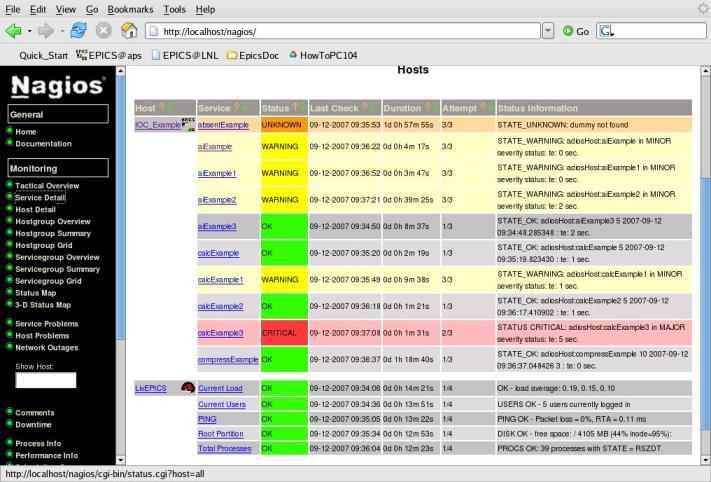 File Edit View Go Bookmarks Tools Help
http://localhost/nagios/ Go G
Quick_Start EPICS@aps EPICS@LNL EpicsDoc HowToPC104
Nagios®
General
Home
Documentation
Monitoring
Tactical Overview
Service Detail
Host Detail
Hostgroup Overview
Hostgroup Summary
Hostgroup Grid
Servicegroup Overview
Servicegroup Summary
Servicegroup Grid
Status Map
3-D Status Map
Service Problems
Host Problems
Network Outages
Show Host:
Comments
Downtime
Process Info
Performance Info
Hosts
Host Service Status Last Check Duration Attempt Status Information
IOC_Example absentExample UNKNOWN 09-12-2007 09:35:53 1d 0h 57m 55s 3/3 STATE_UNKNOWN: dummy not found
aiExample WARNING 09-12-2007 09:36:22 0d 0h 4m 17s 3/3 STATE_WARNING: adiosHost:aiExample in MINOR
severity status: te: 0 sec.
aiExample1 WARNING 09-12-2007 09:36:52 0d 0h 3m 47s 3/3 STATE_WARNING: adiosHost:aiExample1 in MINOR
severity status: te: 0 sec.
aiExample2 WARNING 09-12-2007 09:37:21 0d 0h 39m 25s 3/3 STATE_WARNING: adiosHost:aiExample2 in MINOR
severity status: te: 2 sec.
aiExample3 OK 09-12-2007 09:34:50 0d 0h 8m 37s 1/3 STATE_OK: adiosHost:aiExample3 5 2007-09-12
09:34:48.285348 : te: 2 sec.
calcExample OK 09-12-2007 09:35:20 0d 0h 2m 19s 1/3 STATE_OK: adiosHost:calcExample 5 2007-09-12
09:35:19.823430 : te: 1 sec.
calcExample1 WARNING 09-12-2007 09:35:49 0d 0h 9m 38s 3/3 STATE_WARNING: adiosHost:calcExample1 in MINOR
severity status: te: 1 sec.
calcExample2 OK 09-12-2007 09:36:18 0d 0h 1m 21s 1/3 STATE_OK: adiosHost:calcExample2 5 2007-09-12
09:36:17.410902 : te: 1 sec.
calcExample3 CRITICAL 09-12-2007 09:37:08 0d 0h 1m 31s 2/3 STATUS CRITICAL: adiosHost:calcExample3 in MAJOR
severity status: te: 5 sec.
compressExample OK 09-12-2007 09:36:37 0d 1h 18m 40s 1/3 STATE_OK: adiosHost:compressExample 10 2007-09-12
09:36:37.048426 3 : te: 0 sec.
LivEPICS Current Load OK 09-12-2007 09:34:06 0d 0h 14m 21s 1/4 OK - load average: 0.19, 0.15, 0.10
Current Users OK 09-12-2007 09:34:36 0d 0h 13m 51s 1/4 USERS OK - 5 users currently logged in
PING OK 09-12-2007 09:35:05 0d 0h 13m 22s 1/4 PING OK - Packet loss = 0%, RTA = 0.11 ms
Root Partition OK 09-12-2007 09:35:34 0d 0h 12m 53s 1/4 DISK OK - free space: / 4105 MB (44% inode=95%):
Total Processes OK 09-12-2007 09:36:04 0d 0h 12m 23s 1/4 PROCS OK: 39 processes with STATE = RSZDT
http://localhost/nagios/cgi-bin/status.cgi?host=all